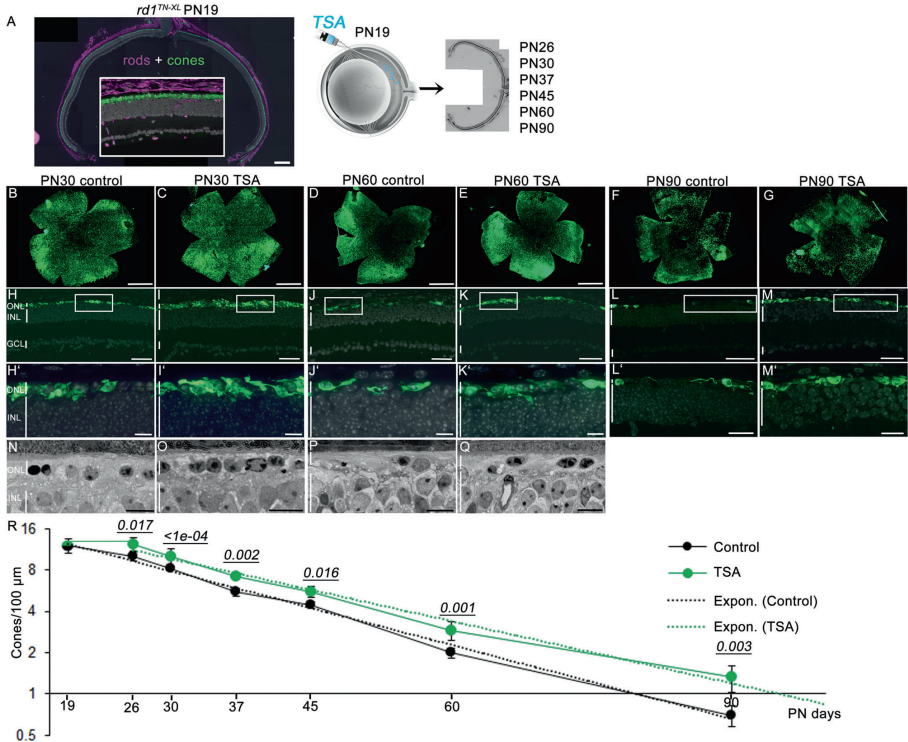 A
rd1^TN-XL PN19
rods + cones
TSA
PN19
PN26
PN30
PN37
PN45
PN60
PN90
PN30 control
PN30 TSA
PN60 control
PN60 TSA
PN90 control
PN90 TSA
B
C
D
E
F
G
H
I
J
K
L
M
ONL
INL
GCL
H'
I'
J'
K'
L'
M'
ONL
INL
N
O
P
Q
ONL
INL
R
16
8
4
2
1
0.5
Cones/100 µm
0.017
<1e-04
0.002
0.016
0.001
0.003
Control
TSA
Expon. (Control)
Expon. (TSA)
19
26
30
37
45
60
90
PN days